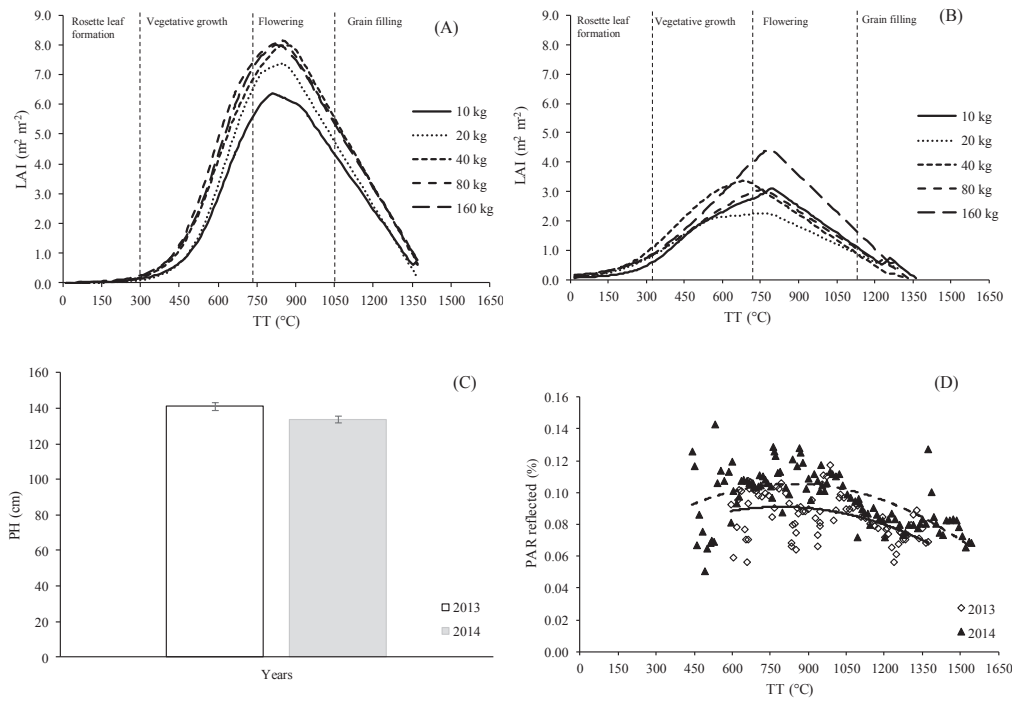 (A)
Rosette leaf
formation
Vegetative growth
Flowering
Grain filling
LAI (m² m⁻²)
9.0
8.0
7.0
6.0
5.0
4.0
3.0
2.0
1.0
0.0
0 150 300 450 600 750 900 1050 1200 1350 1500 1650
TT (°C)
10 kg
20 kg
40 kg
80 kg
160 kg
(B)
Rosette leaf
formation
Vegetative growth
Flowering
Grain filling
LAI (m² m⁻²)
9.0
8.0
7.0
6.0
5.0
4.0
3.0
2.0
1.0
0.0
0 150 300 450 600 750 900 1050 1200 1350 1500 1650
TT (°C)
10 kg
20 kg
40 kg
80 kg
160 kg
(C)
PH (cm)
160
140
120
100
80
60
40
20
0
Years
2013
2014
(D)
PAR reflected (%)
0.16
0.14
0.12
0.10
0.08
0.06
0.04
0.02
0.00
0 150 300 450 600 750 900 1050 1200 1350 1500 1650
TT (°C)
2013
2014